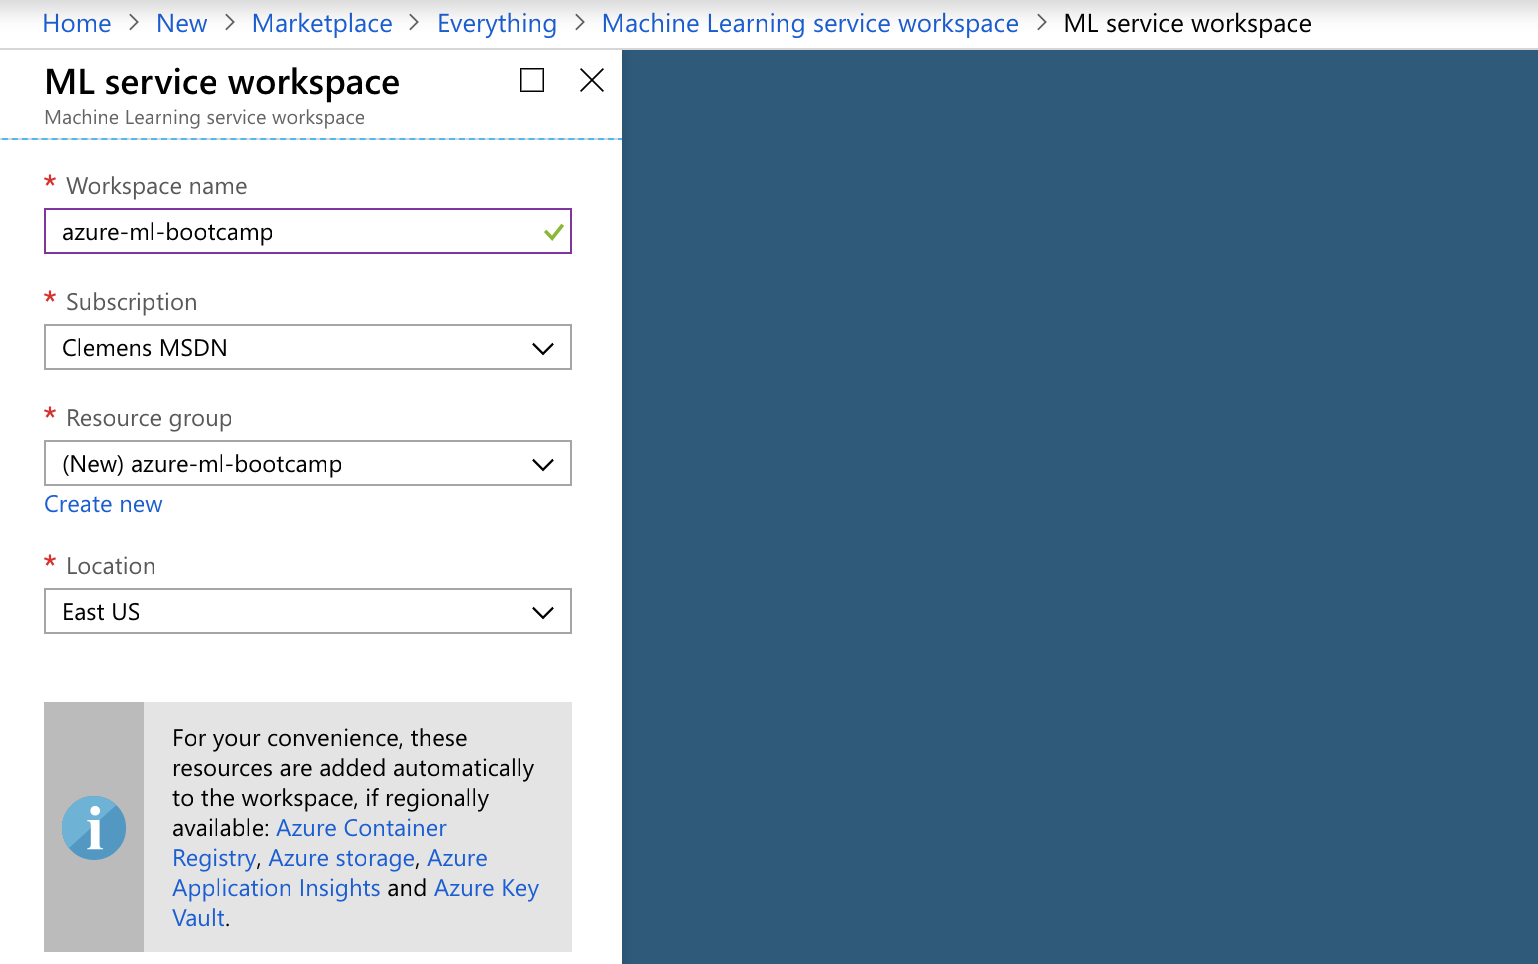 Home > New > Marketplace > Everything > Machine Learning service workspace > ML service workspace
ML service workspace
Machine Learning service workspace
* Workspace name
azure-ml-bootcamp
* Subscription
Clemens MSDN
* Resource group
(New) azure-ml-bootcamp
Create new
* Location
East US
For your convenience, these
resources are added automatically
to the workspace, if regionally
available: Azure Container
Registry, Azure storage, Azure
Application Insights and Azure Key
Vault.